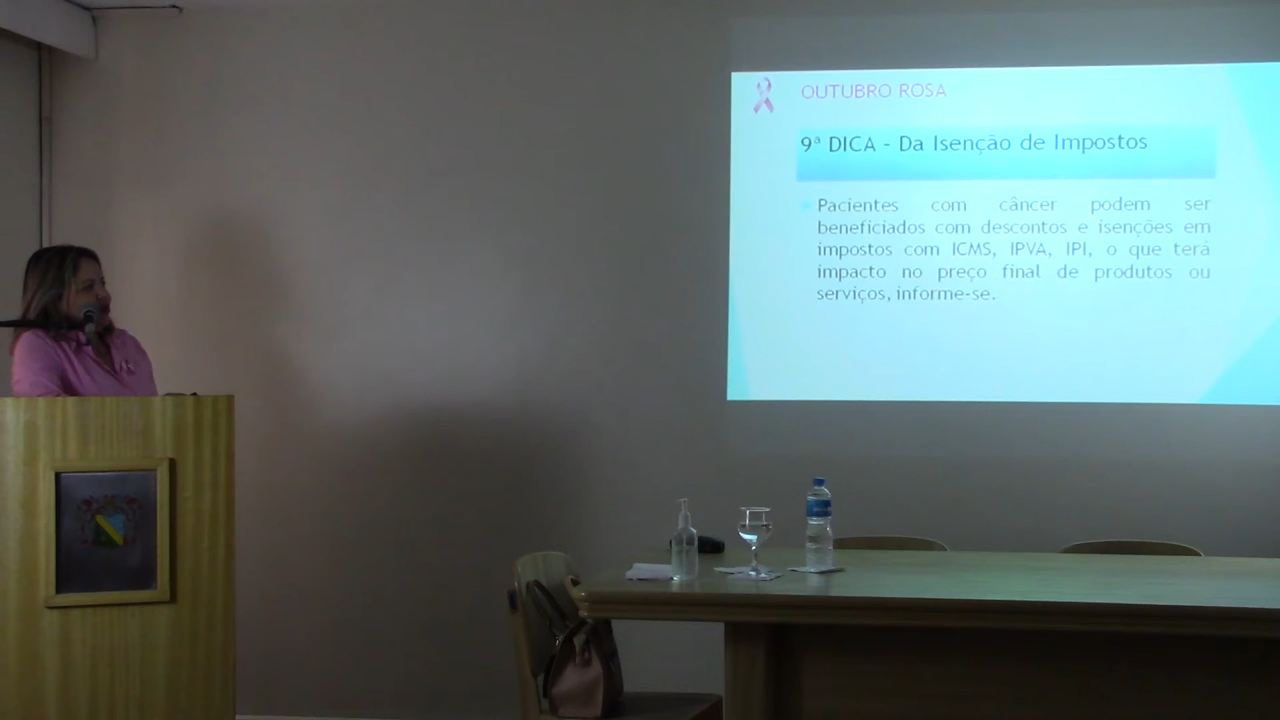 OUTUBRO ROSA
9ª DICA - Da Isenção de Impostos
Pacientes com câncer podem ser
beneficiados com descontos e isenções em
impostos com ICMS, IPVA, IPI, o que terá
impacto no preço final de produtos ou
serviços, informe-se.